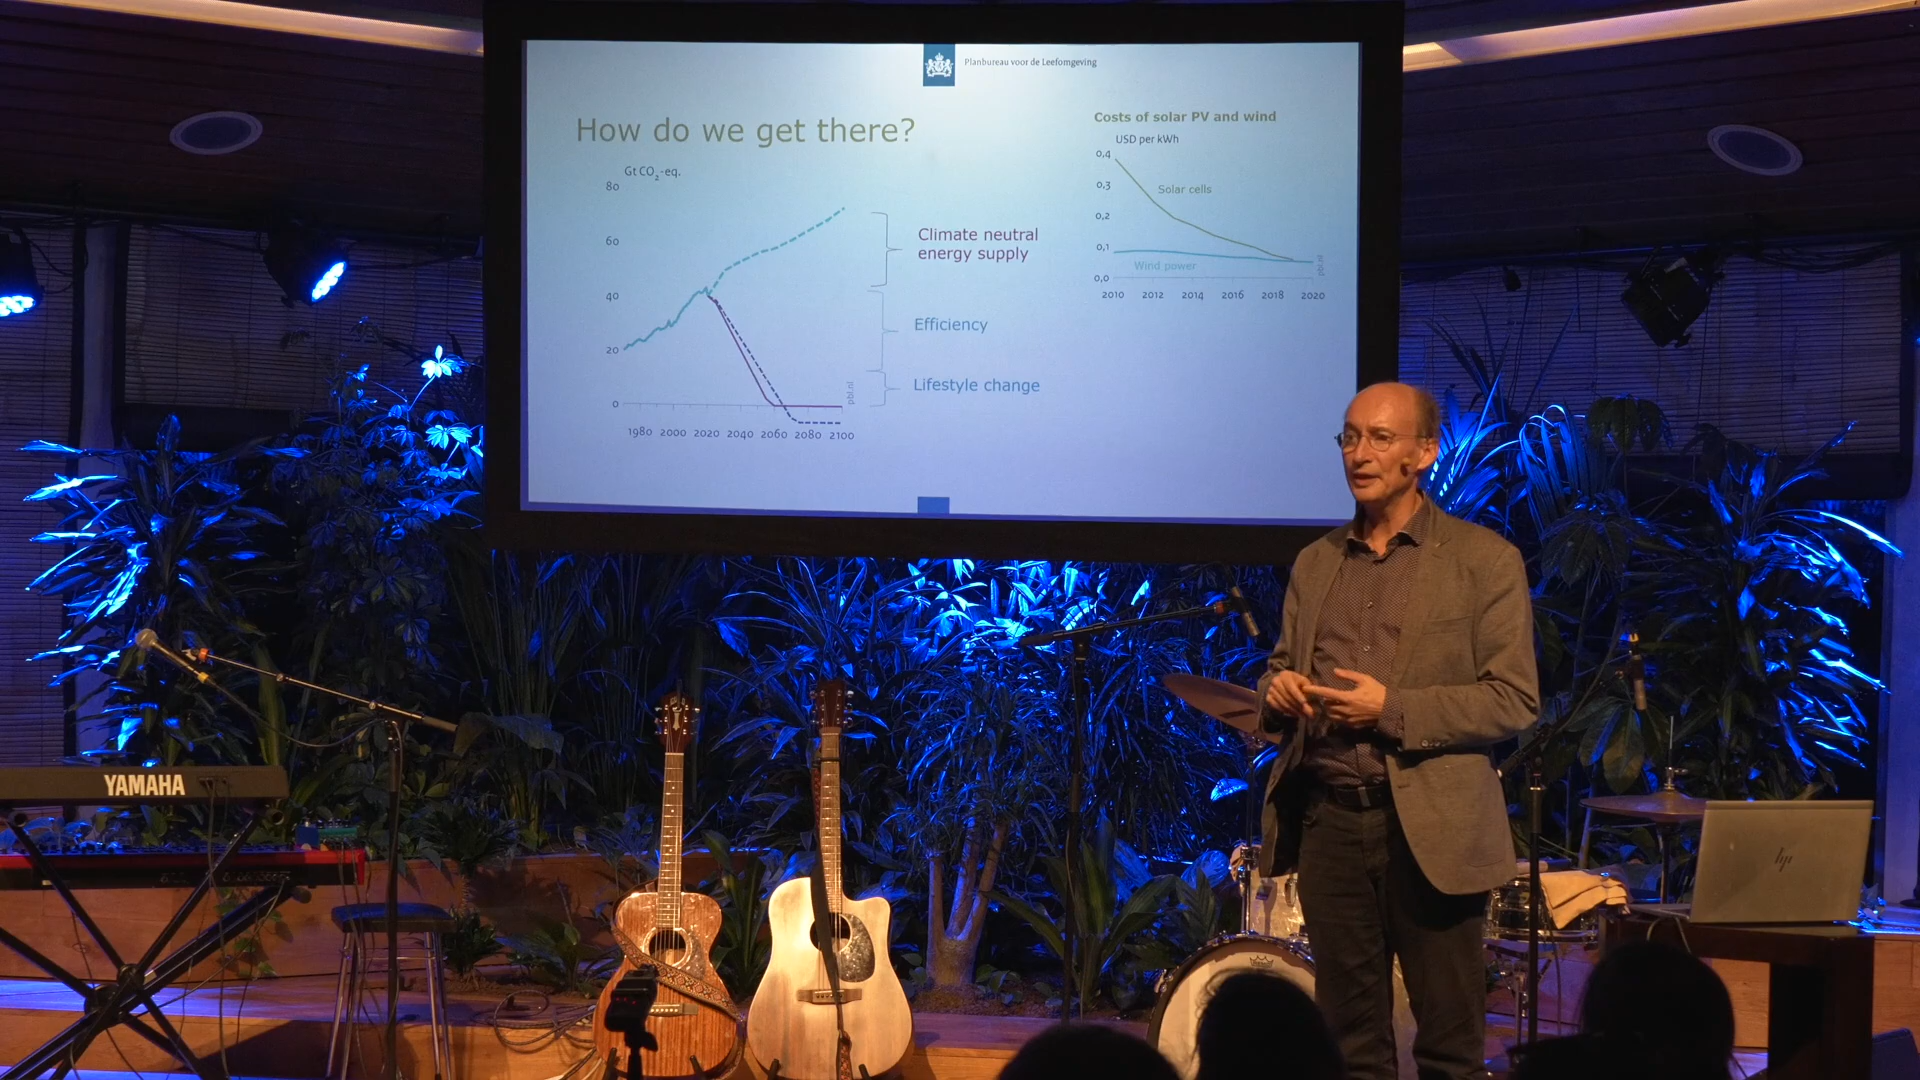 Planbureau voor de Leefomgeving
How do we get there?
Gt CO₂-eq.
80
60
40
20
0
1980 2000 2020 2040 2060 2080 2100
pbl.nl
Climate neutral
energy supply
Efficiency
Lifestyle change
Costs of solar PV and wind
USD per kWh
0,4
0,3
0,2
0,1
0,0
Solar cells
Wind power
2010 2012 2014 2016 2018 2020
pbl.nl
YAMAHA
hp